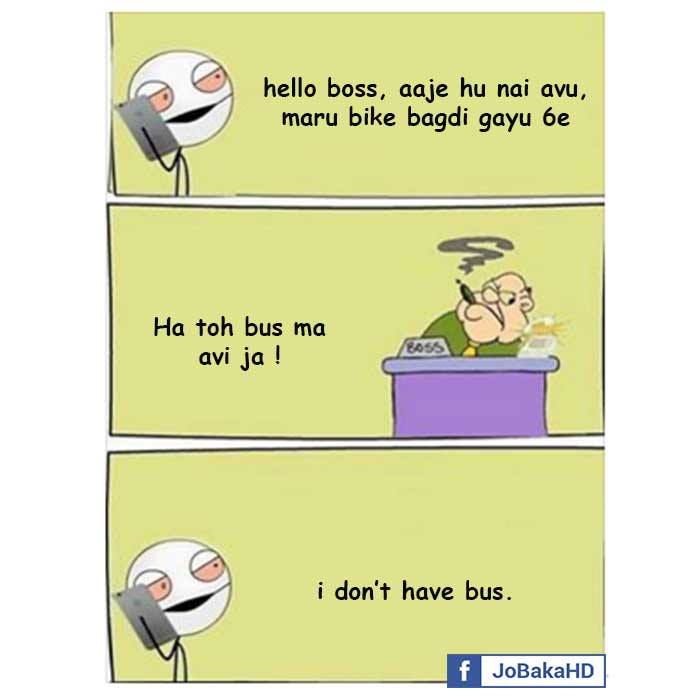 hello boss, aaje hu nai avu,
maru bike bagdi gayu 6e
Ha toh bus ma
avi ja !
BOSS
i don't have bus.
f JoBakaHD